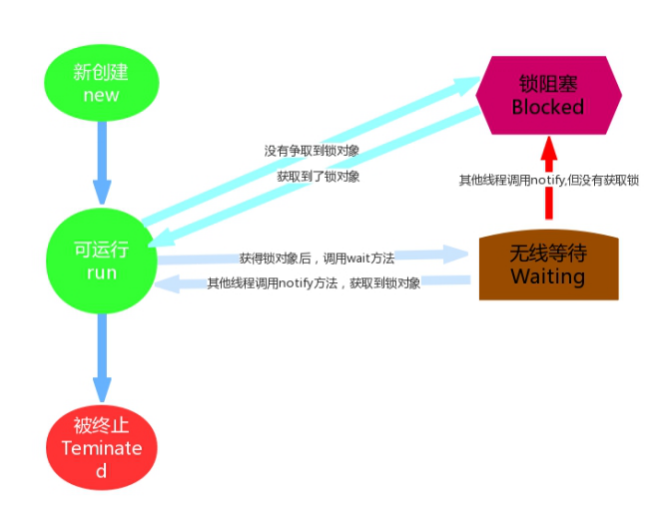 新创建
new
锁阻塞
Blocked
没有争取到锁对象
获取到了锁对象
其他线程调用notify,但没有获取锁
可运行
run
获得锁对象后，调用wait方法
其他线程调用notify方法，获取到锁对象
无线等待
Waiting
被终止
Teminate
d